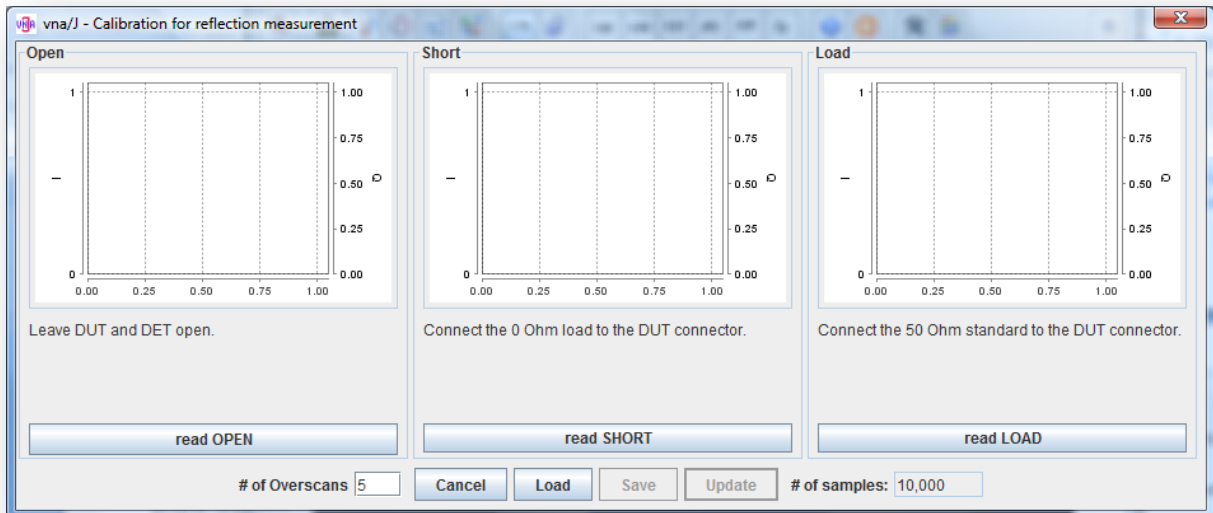 VNA vna/J - Calibration for reflection measurement
Open
1
0
I
1.00
0.75
0.50
0.25
0.00
Q
0.00 0.25 0.50 0.75 1.00
Leave DUT and DET open.
read OPEN
Short
1
0
I
1.00
0.75
0.50
0.25
0.00
Q
0.00 0.25 0.50 0.75 1.00
Connect the 0 Ohm load to the DUT connector.
read SHORT
Load
1
0
I
1.00
0.75
0.50
0.25
0.00
Q
0.00 0.25 0.50 0.75 1.00
Connect the 50 Ohm standard to the DUT connector.
read LOAD
# of Overscans 5 Cancel Load Save Update # of samples: 10,000